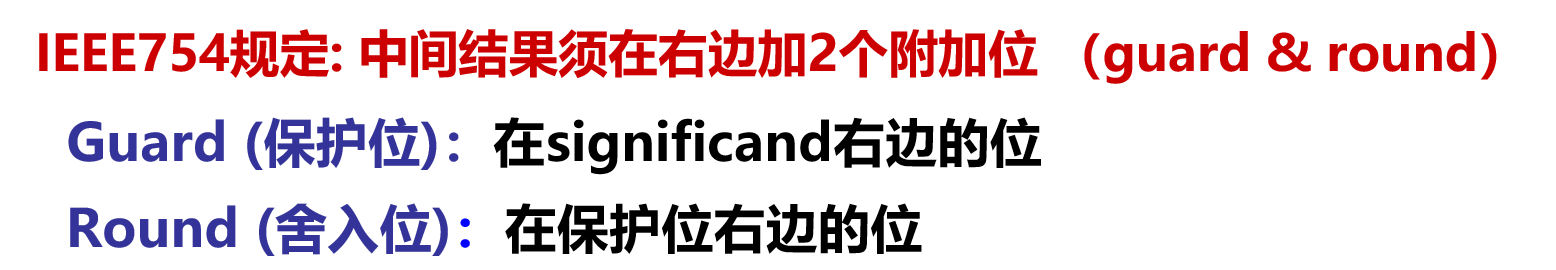 IEEE754规定: 中间结果须在右边加2个附加位 （guard & round）
Guard (保护位)：在significand右边的位
Round (舍入位)：在保护位右边的位